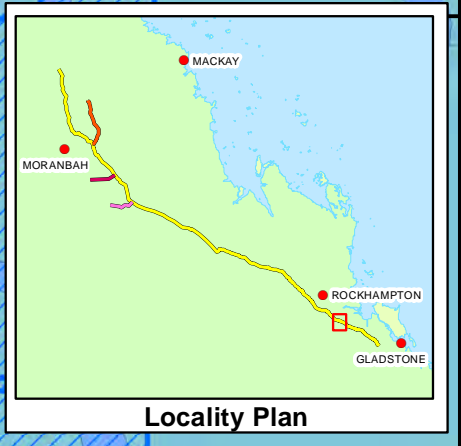 MACKAY
MORANBAH
ROCKHAMPTON
GLADSTONE
Locality Plan